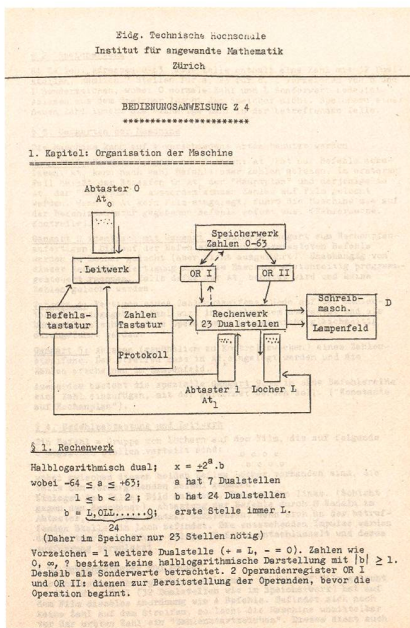 Eidg. Technische Hochschule
Institut für angewandte Mathematik
Zürich
BEDIENUNGSANWEISUNG Z 4
***********************
1. Kapitel: Organisation der Maschine
Abtaster 0
At₀
Speicherwerk
Zahlen 0-63
Leitwerk
OR I
OR II
Befehls-
tastatur
Zahlen
Tastatur
Protokoll
Rechenwerk
23 Dualstellen
Schreib-
masch.
Lampenfeld
D
Abtaster 1
At₁
Locher L
§ 1. Rechenwerk
Halblogarithmisch dual; x = ±2ᵃ.b
wobei -64 ≤ a ≤ +63; a hat 7 Dualstellen
1 ≤ b < 2 ; b hat 24 Dualstellen
b = L,OLL.....O; erste Stelle immer L.
24
(Daher im Speicher nur 23 Stellen nötig)
Vorzeichen = 1 weitere Dualstelle (+ = L, - = O). Zahlen wie
O, ∞, ? besitzen keine halblogarithmische Darstellung mit |b| ≥ 1.
Deshalb als Sonderwerte betrachtet. 2 Operandenregister OR I
und OR II: dienen zur Bereitstellung der Operanden, bevor die
Operation beginnt.